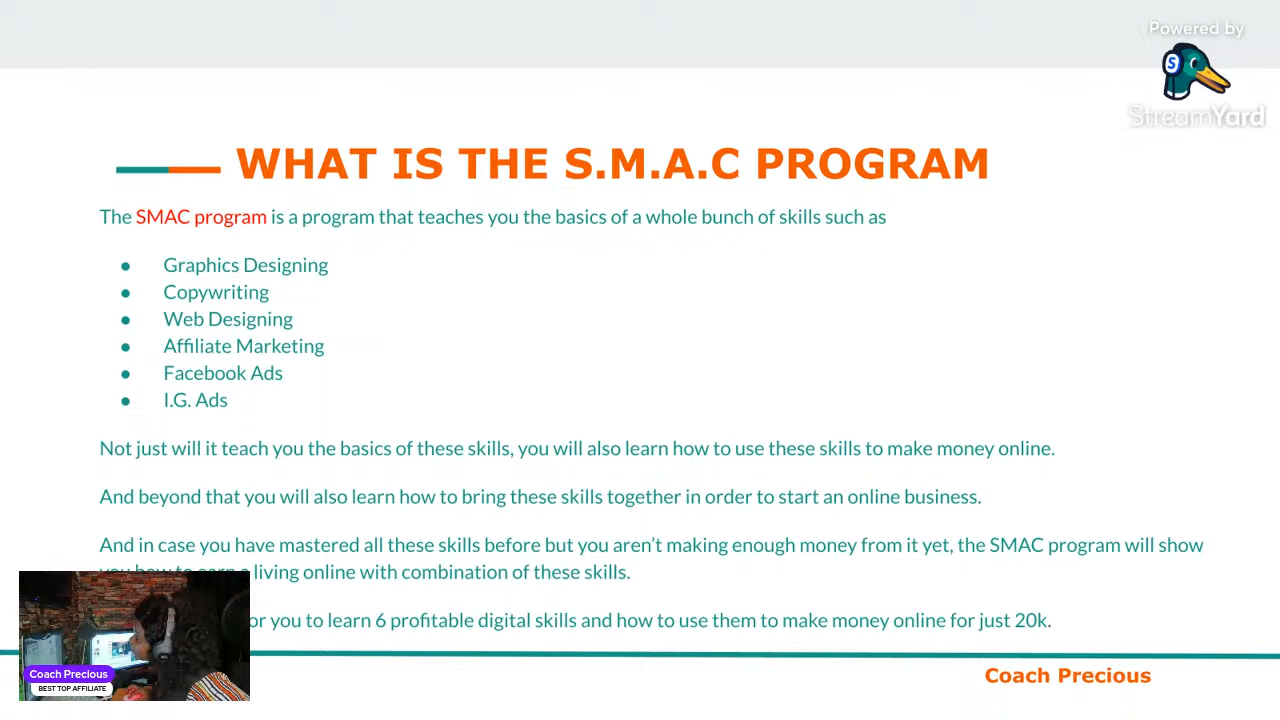 Powered by
StreamYard
WHAT IS THE S.M.A.C PROGRAM
The SMAC program is a program that teaches you the basics of a whole bunch of skills such as
● Graphics Designing
● Copywriting
● Web Designing
● Affiliate Marketing
● Facebook Ads
● I.G. Ads
Not just will it teach you the basics of these skills, you will also learn how to use these skills to make money online.
And beyond that you will also learn how to bring these skills together in order to start an online business.
And in case you have mastered all these skills before but you aren't making enough money from it yet, the SMAC program will show
you how to earn a living online with combination of these skills.
you to learn 6 profitable digital skills and how to use them to make money online for just 20k.
Coach Precious
BEST TOP AFFILIATE
Coach Precious